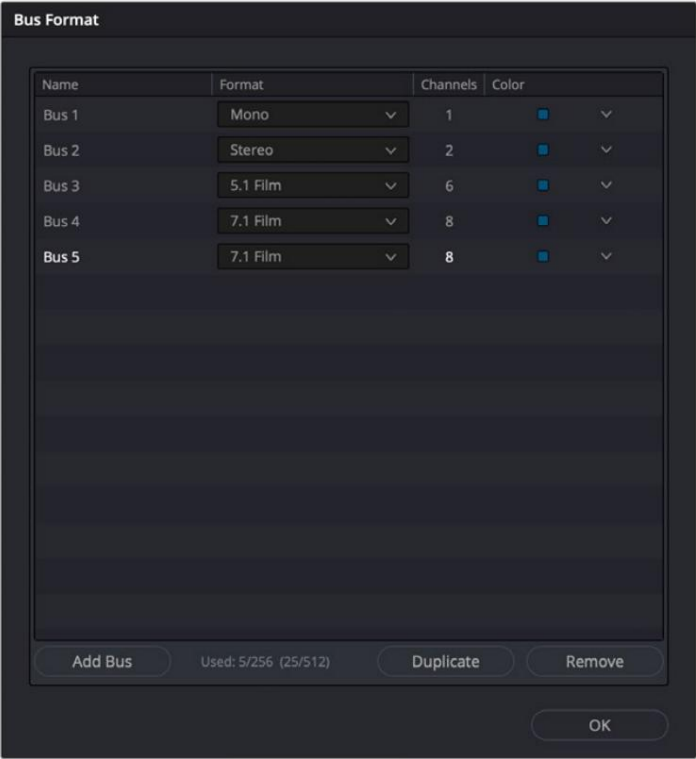 Bus Format
Name Format Channels Color
Bus 1 Mono 1
Bus 2 Stereo 2
Bus 3 5.1 Film 6
Bus 4 7.1 Film 8
Bus 5 7.1 Film 8
Add Bus Used: 5/256 (25/512) Duplicate Remove
OK